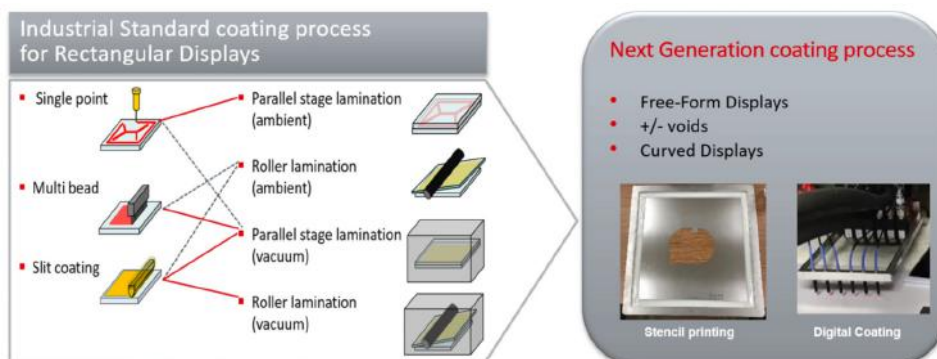 Industrial Standard coating process
for Rectangular Displays
Single point
Multi bead
Slit coating
Parallel stage lamination
(ambient)
Roller lamination
(ambient)
Parallel stage lamination
(vacuum)
Roller lamination
(vacuum)
Next Generation coating process
Free-Form Displays
+/- voids
Curved Displays
Stencil printing
Digital Coating